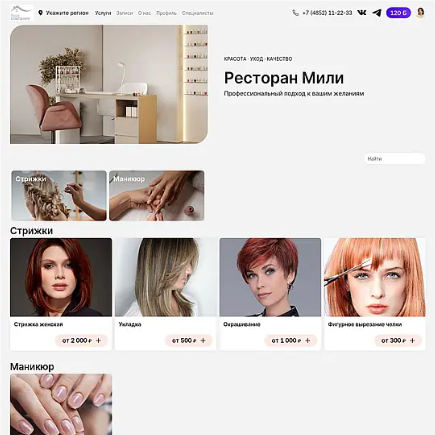 Укажите регион Услуги Записи О нас Профиль Специалисты
+7 (4852) 11-22-33
120 Б
КРАСОТА · УХОД · КАЧЕСТВО
Ресторан Мили
Профессиональный подход к вашим желаниям
Найти
Стрижки
Маникюр
Стрижки
Стрижка женская
от 2 000 ₽ +
Укладка
от 500 ₽ +
Окрашивание
от 1 000 ₽ +
Фигурное вырезание челки
от 300 ₽ +
Маникюр